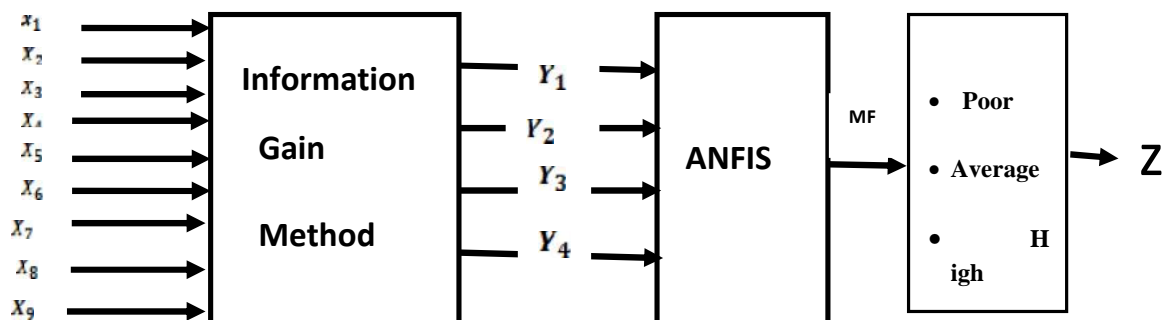 X1
X2
X3
X4
X5
X6
X7
X8
X9
Information
Gain
Method
Y1
Y2
Y3
Y4
ANFIS
MF
• Poor
• Average
• H
igh
Z